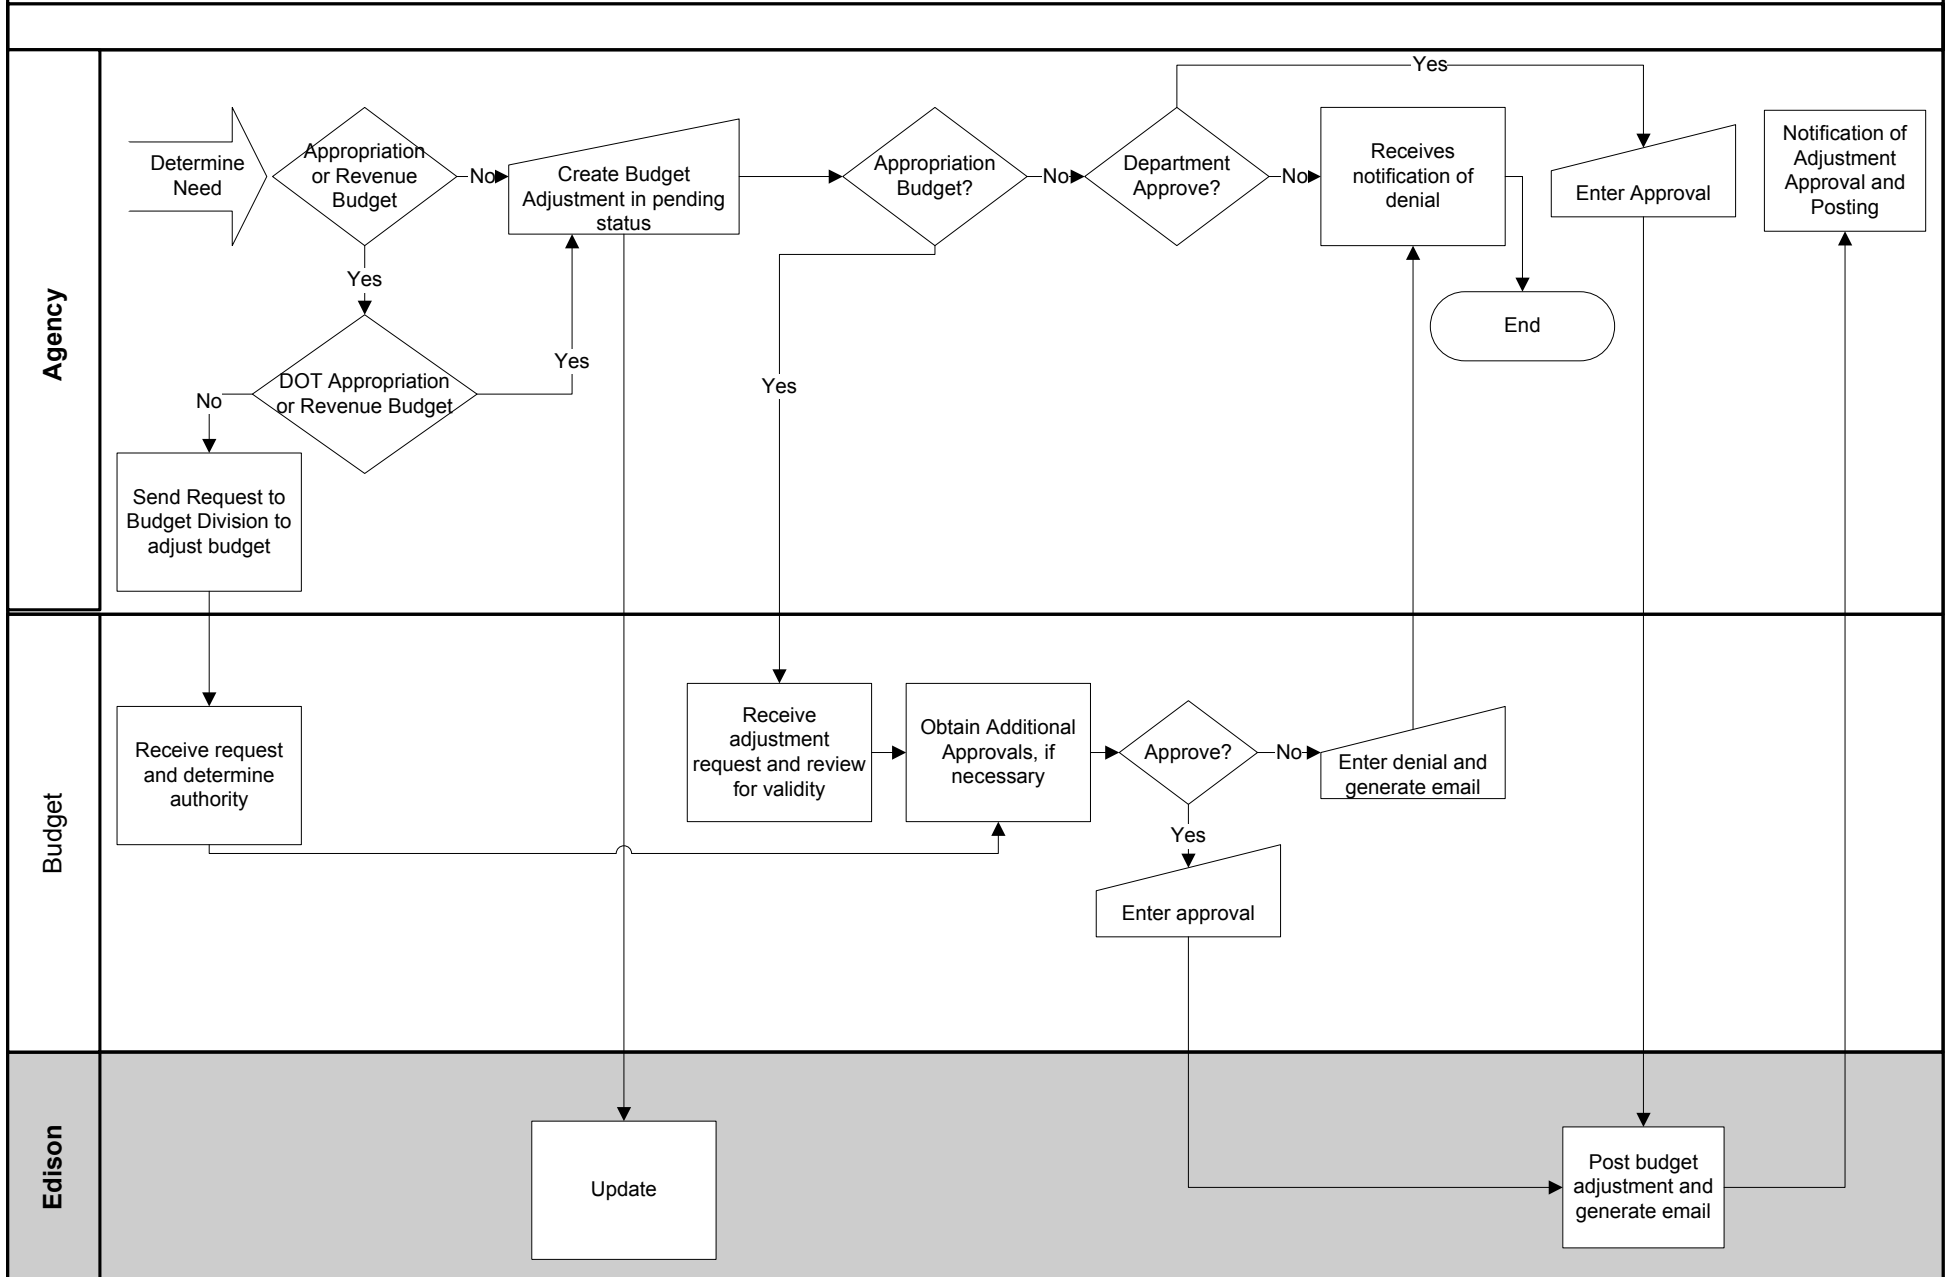 Agency
Determine
Need
Appropriation
or Revenue
Budget
No
Yes
DOT Appropriation
or Revenue Budget
No
Yes
Send Request to
Budget Division to
adjust budget
Create Budget
Adjustment in pending
status
Appropriation
Budget?
No
Yes
Department
Approve?
Yes
No
Receives
notification of
denial
End
Enter Approval
Notification of
Adjustment
Approval and
Posting
Budget
Receive request
and determine
authority
Receive
adjustment
request and review
for validity
Obtain Additional
Approvals, if
necessary
Approve?
No
Enter denial and
generate email
Yes
Enter approval
Edison
Update
Post budget
adjustment and
generate email